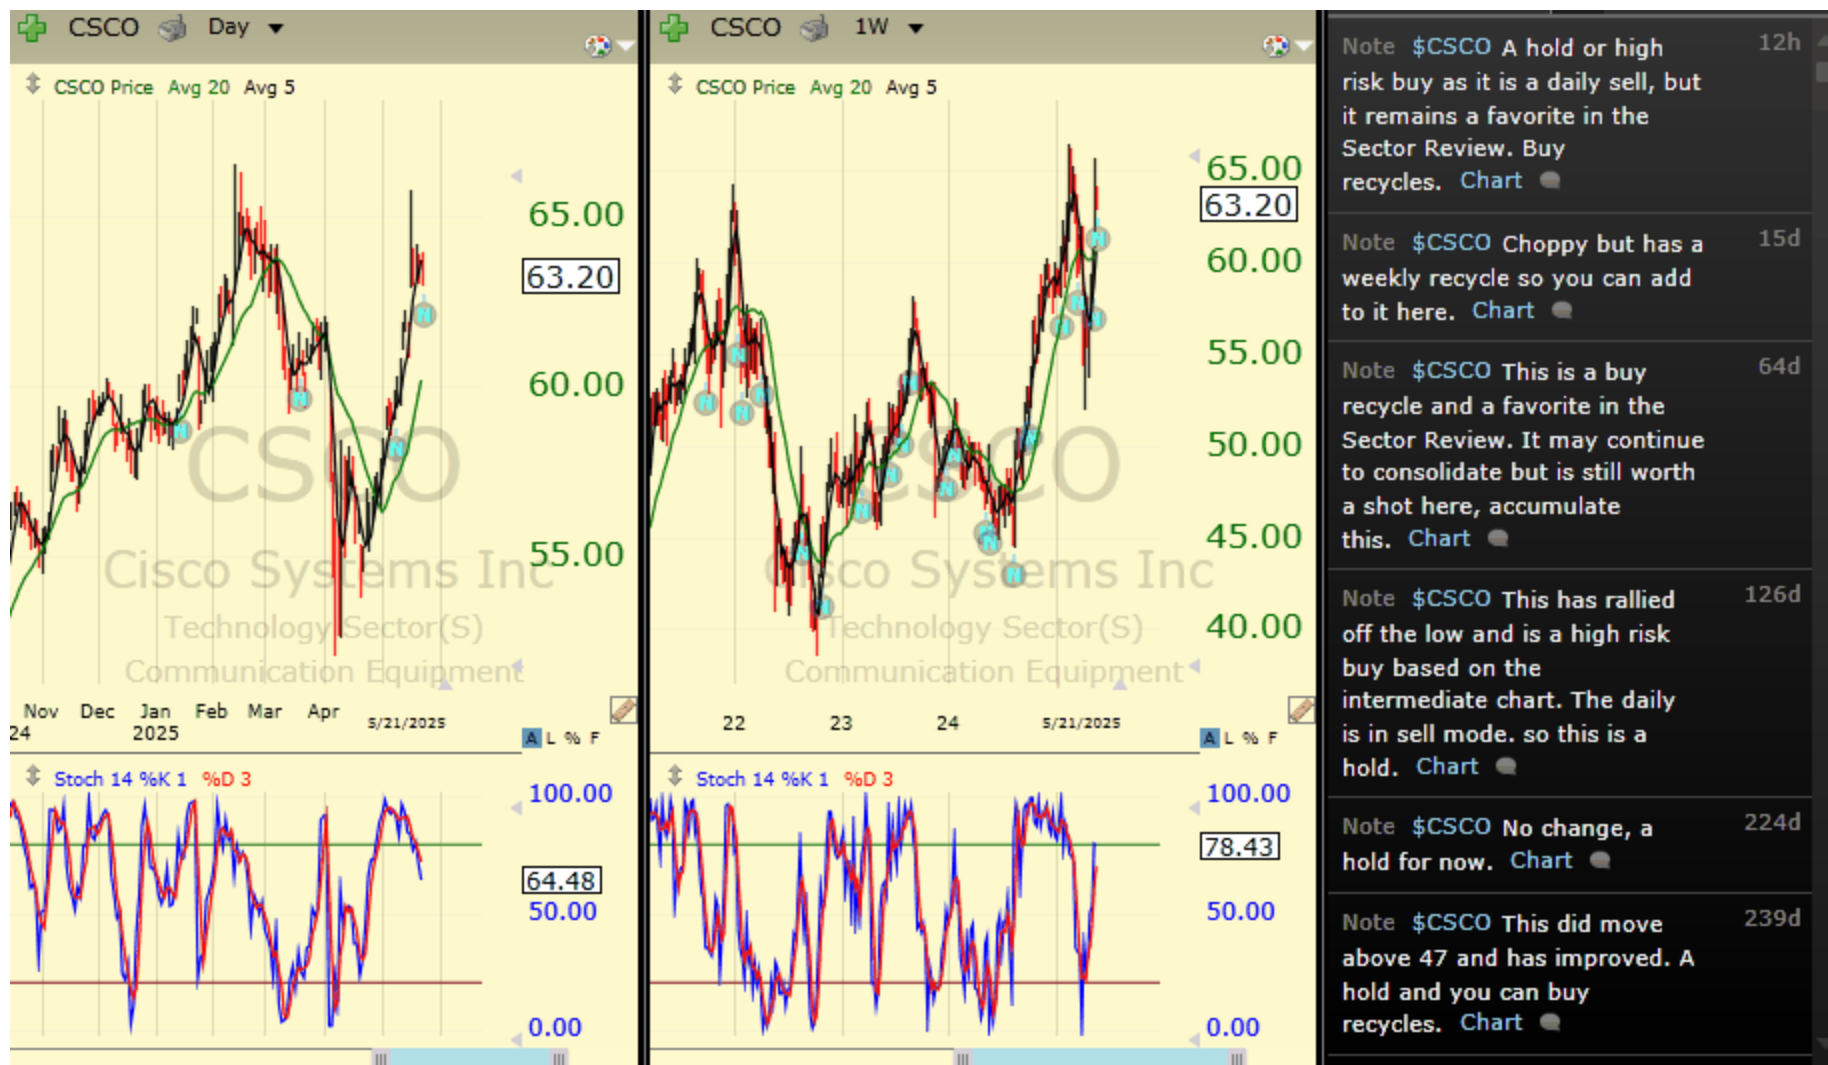 CSCO Day
CSCO Price Avg 20 Avg 5
65.00
63.20
60.00
55.00
CSCO
Cisco Systems Inc
Technology Sector(S)
Communication Equipment
Nov Dec Jan Feb Mar Apr 5/21/2025
24 2025
A L % F
Stoch 14 %K 1 %D 3
100.00
64.48
50.00
0.00
CSCO 1W
CSCO Price Avg 20 Avg 5
65.00
63.20
60.00
55.00
50.00
45.00
40.00
CSCO
Cisco Systems Inc
Technology Sector(S)
Communication Equipment
22 23 24 5/21/2025
A L % F
Stoch 14 %K 1 %D 3
100.00
78.43
50.00
0.00
Note $CSCO A hold or high 12h
risk buy as it is a daily sell, but
it remains a favorite in the
Sector Review. Buy
recycles. Chart
Note $CSCO Choppy but has a 15d
weekly recycle so you can add
to it here. Chart
Note $CSCO This is a buy 64d
recycle and a favorite in the
Sector Review. It may continue
to consolidate but is still worth
a shot here, accumulate
this. Chart
Note $CSCO This has rallied 126d
off the low and is a high risk
buy based on the
intermediate chart. The daily
is in sell mode. so this is a
hold. Chart
Note $CSCO No change, a 224d
hold for now. Chart
Note $CSCO This did move 239d
above 47 and has improved. A
hold and you can buy
recycles. Chart